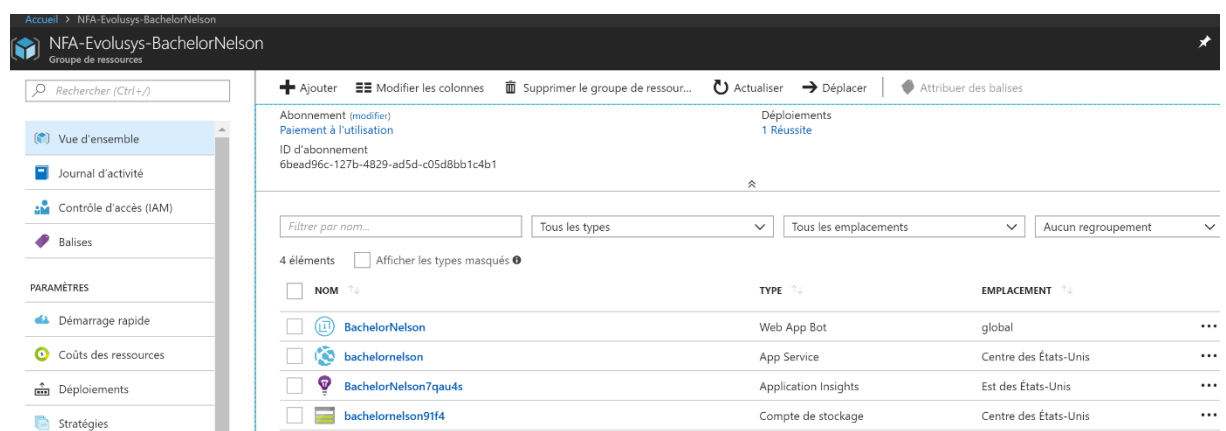 Accueil > NFA-Evolusys-BachelorNelson
NFA-Evolusys-BachelorNelson
Groupe de ressources
Rechercher (Ctrl+/)
Vue d'ensemble
Journal d'activité
Contrôle d'accès (IAM)
Balises
PARAMÈTRES
Démarrage rapide
Coûts des ressources
Déploiements
Stratégies
Ajouter Modifier les colonnes Supprimer le groupe de ressour... Actualiser Déplacer Attribuer des balises
Abonnement (modifier)
Paiement à l'utilisation
ID d'abonnement
6bead96c-127b-4829-ad5d-c05d8bb1c4b1
Déploiements
1 Réussite
Filtrer par nom... Tous les types Tous les emplacements Aucun regroupement
4 éléments Afficher les types masqués
NOM TYPE EMPLACEMENT
BachelorNelson Web App Bot global ...
bachelornelson App Service Centre des États-Unis ...
BachelorNelson7qau4s Application Insights Est des États-Unis ...
bachelornelson91f4 Compte de stockage Centre des États-Unis ...